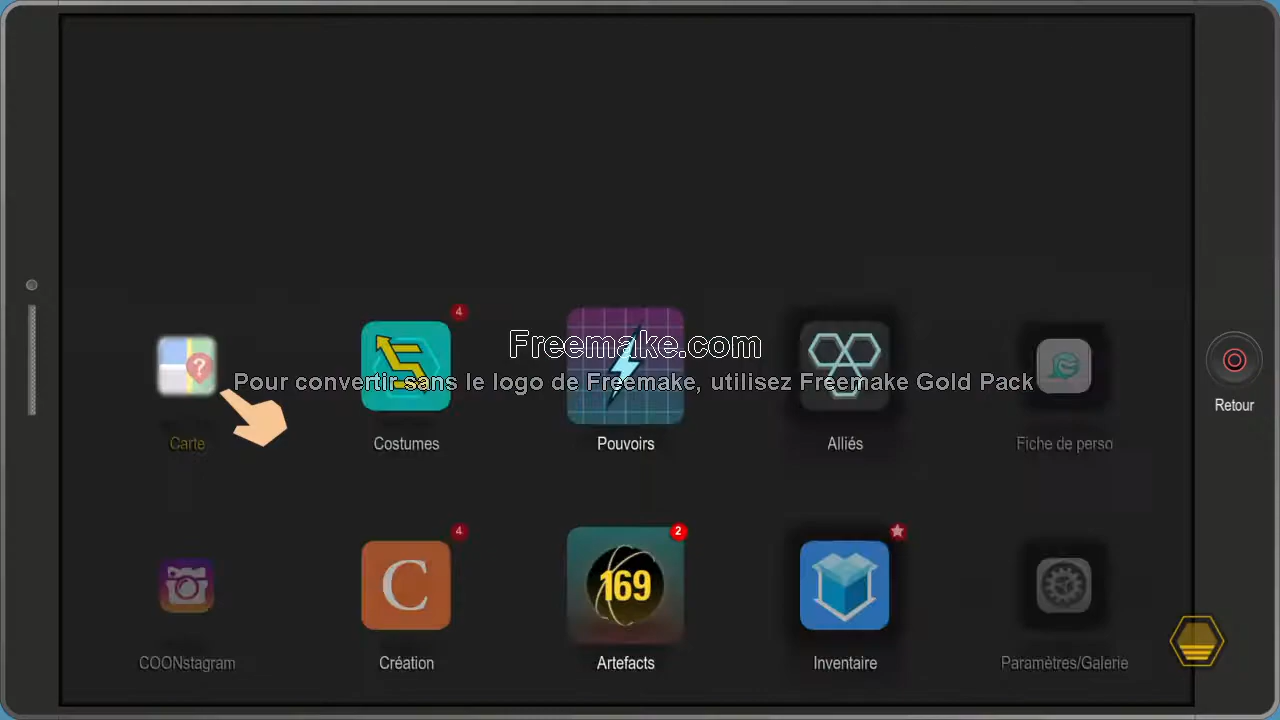 4
?
Freemake.com
Pour convertir sans le logo de Freemake, utilisez Freemake Gold Pack
Retour
Carte
Costumes
Pouvoirs
Alliés
Fiche de perso
4
C
2
169
COONstagram
Création
Artefacts
Inventaire
Paramètres/Galerie